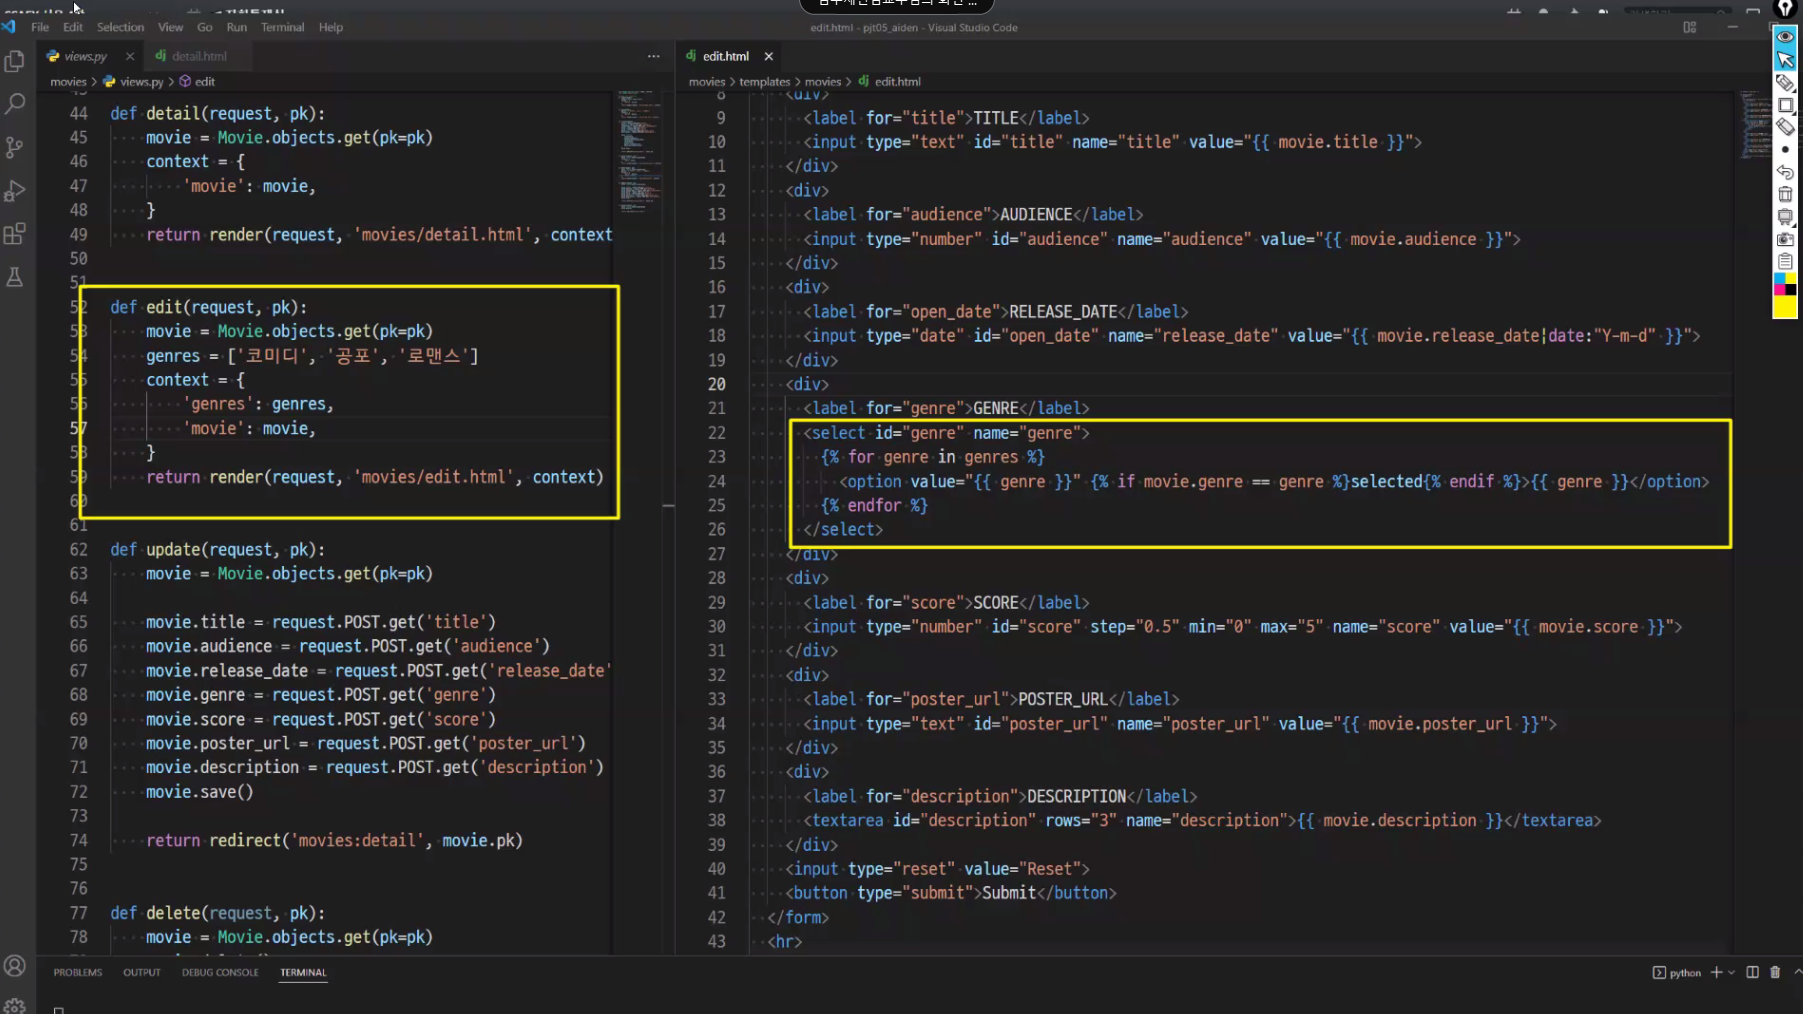 File Edit Selection View Go Run Terminal Help
edit.html - pjt05_aiden - Visual Studio Code
views.py
detail.html
edit.html
movies > views.py > edit
movies > templates > movies > edit.html
44 def detail(request, pk):
45 movie = Movie.objects.get(pk=pk)
46 context = {
47 'movie': movie,
48 }
49 return render(request, 'movies/detail.html', context
50
51
52 def edit(request, pk):
53 movie = Movie.objects.get(pk=pk)
54 genres = ['코미디', '공포', '로맨스']
55 context = {
56 'genres': genres,
57 'movie': movie,
58 }
59 return render(request, 'movies/edit.html', context)
60
61
62 def update(request, pk):
63 movie = Movie.objects.get(pk=pk)
64
65 movie.title = request.POST.get('title')
66 movie.audience = request.POST.get('audience')
67 movie.release_date = request.POST.get('release_date'
68 movie.genre = request.POST.get('genre')
69 movie.score = request.POST.get('score')
70 movie.poster_url = request.POST.get('poster_url')
71 movie.description = request.POST.get('description')
72 movie.save()
73
74 return redirect('movies:detail', movie.pk)
75
76
77 def delete(request, pk):
78 movie = Movie.objects.get(pk=pk)
8 <div>
9 <label for="title">TITLE</label>
10 <input type="text" id="title" name="title" value="{{ movie.title }}">
11 </div>
12 <div>
13 <label for="audience">AUDIENCE</label>
14 <input type="number" id="audience" name="audience" value="{{ movie.audience }}">
15 </div>
16 <div>
17 <label for="open_date">RELEASE_DATE</label>
18 <input type="date" id="open_date" name="release_date" value="{{ movie.release_date|date:"Y-m-d" }}">
19 </div>
20 <div>
21 <label for="genre">GENRE</label>
22 <select id="genre" name="genre">
23 {% for genre in genres %}
24 <option value="{{ genre }}" {% if movie.genre == genre %}selected{% endif %}>{{ genre }}</option>
25 {% endfor %}
26 </select>
27 </div>
28 <div>
29 <label for="score">SCORE</label>
30 <input type="number" id="score" step="0.5" min="0" max="5" name="score" value="{{ movie.score }}">
31 </div>
32 <div>
33 <label for="poster_url">POSTER_URL</label>
34 <input type="text" id="poster_url" name="poster_url" value="{{ movie.poster_url }}">
35 </div>
36 <div>
37 <label for="description">DESCRIPTION</label>
38 <textarea id="description" rows="3" name="description">{{ movie.description }}</textarea>
39 </div>
40 <input type="reset" value="Reset">
41 <button type="submit">Submit</button>
42 </form>
43 <hr>
PROBLEMS OUTPUT DEBUG CONSOLE TERMINAL
python